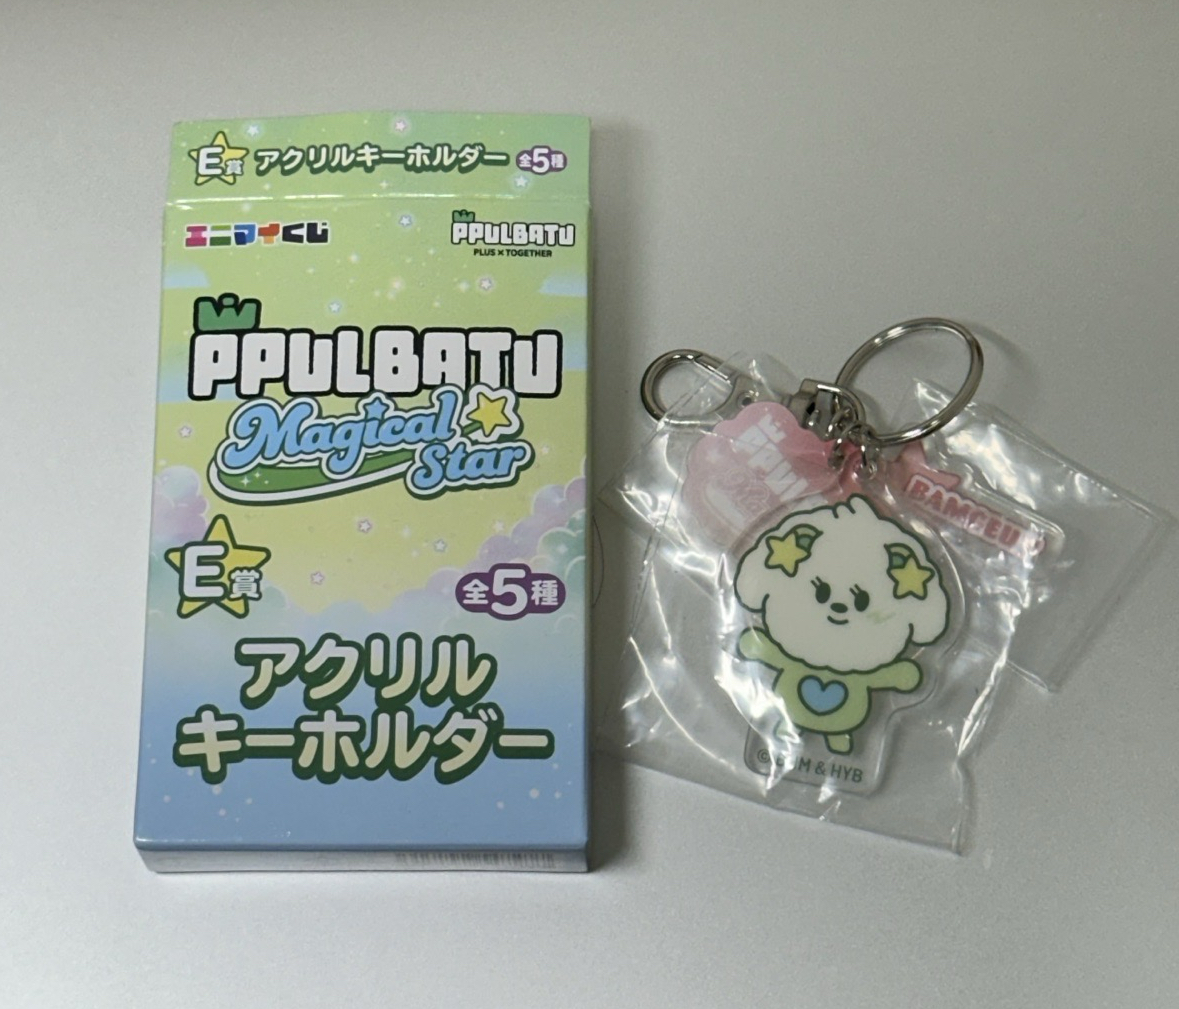 E賞 アクリルキーホルダー 全5種
エニマイくじ
PPULBATU
PLUS×TOGETHER
PPULBATU
Magical
Star
E賞
全5種
アクリル
キーホルダー
PPUL
BAMGEU
& HYB